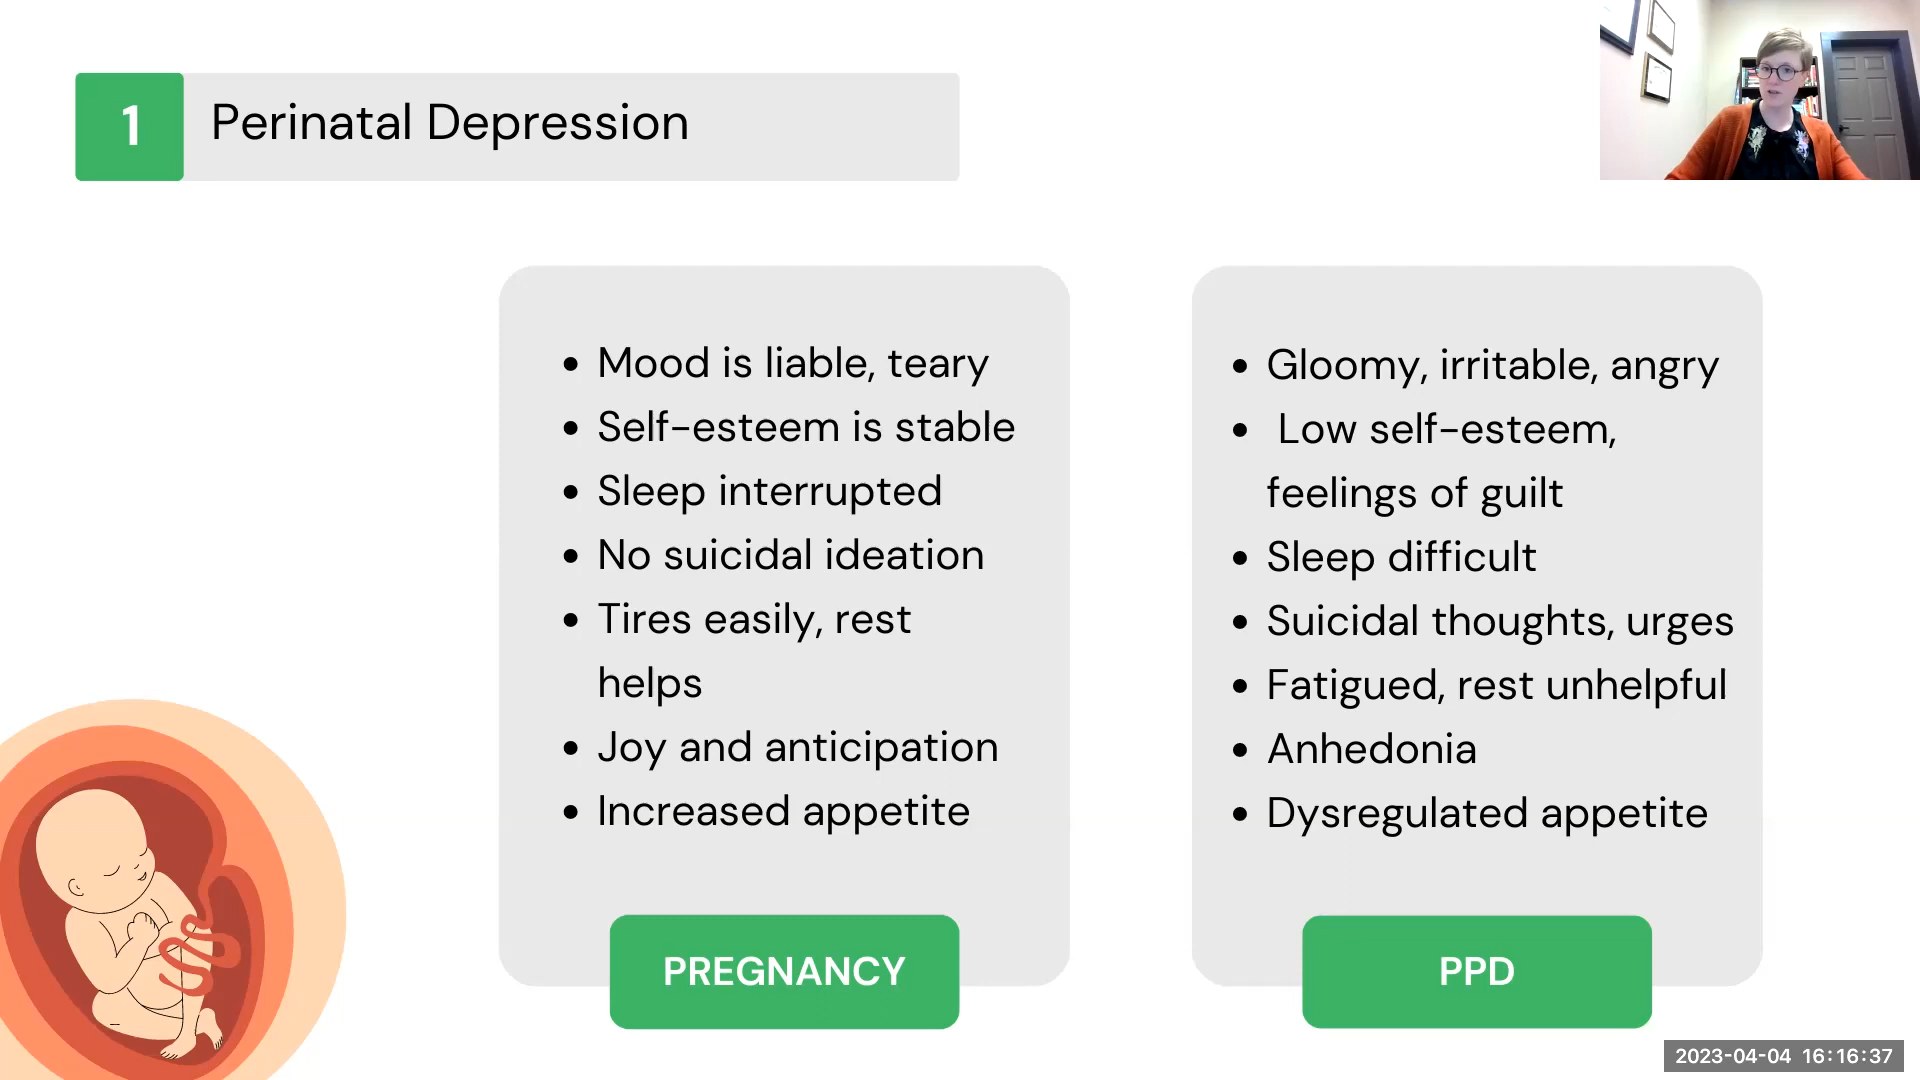 1 Perinatal Depression
• Mood is liable, teary
• Self-esteem is stable
• Sleep interrupted
• No suicidal ideation
• Tires easily, rest
helps
• Joy and anticipation
• Increased appetite
PREGNANCY
• Gloomy, irritable, angry
• Low self-esteem,
feelings of guilt
• Sleep difficult
• Suicidal thoughts, urges
• Fatigued, rest unhelpful
• Anhedonia
• Dysregulated appetite
PPD
2023-04-04 16:16:37